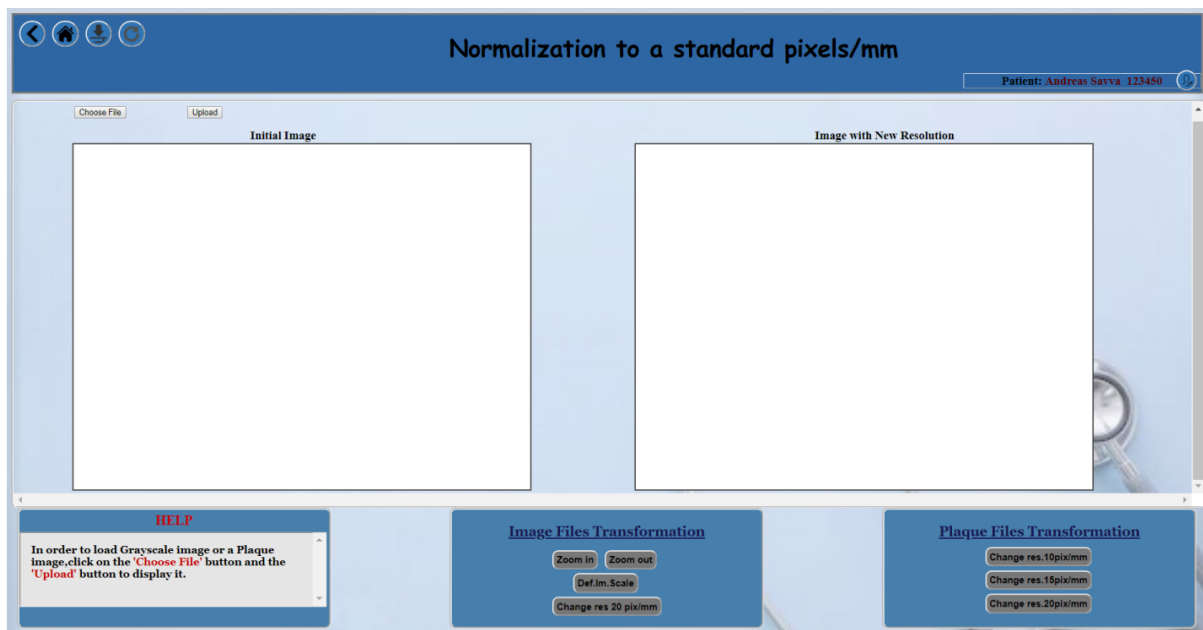 Normalization to a standard pixels/mm
Patient: Andreas Savva 123450
Choose File
Upload
Initial Image
Image with New Resolution
HELP
In order to load Grayscale image or a Plaque
image,click on the 'Choose File' button and the
'Upload' button to display it.
Image Files Transformation
Zoom in
Zoom out
Def.Im.Scale
Change res 20 pix/mm
Plaque Files Transformation
Change res.10pix/mm
Change res.15pix/mm
Change res.20pix/mm